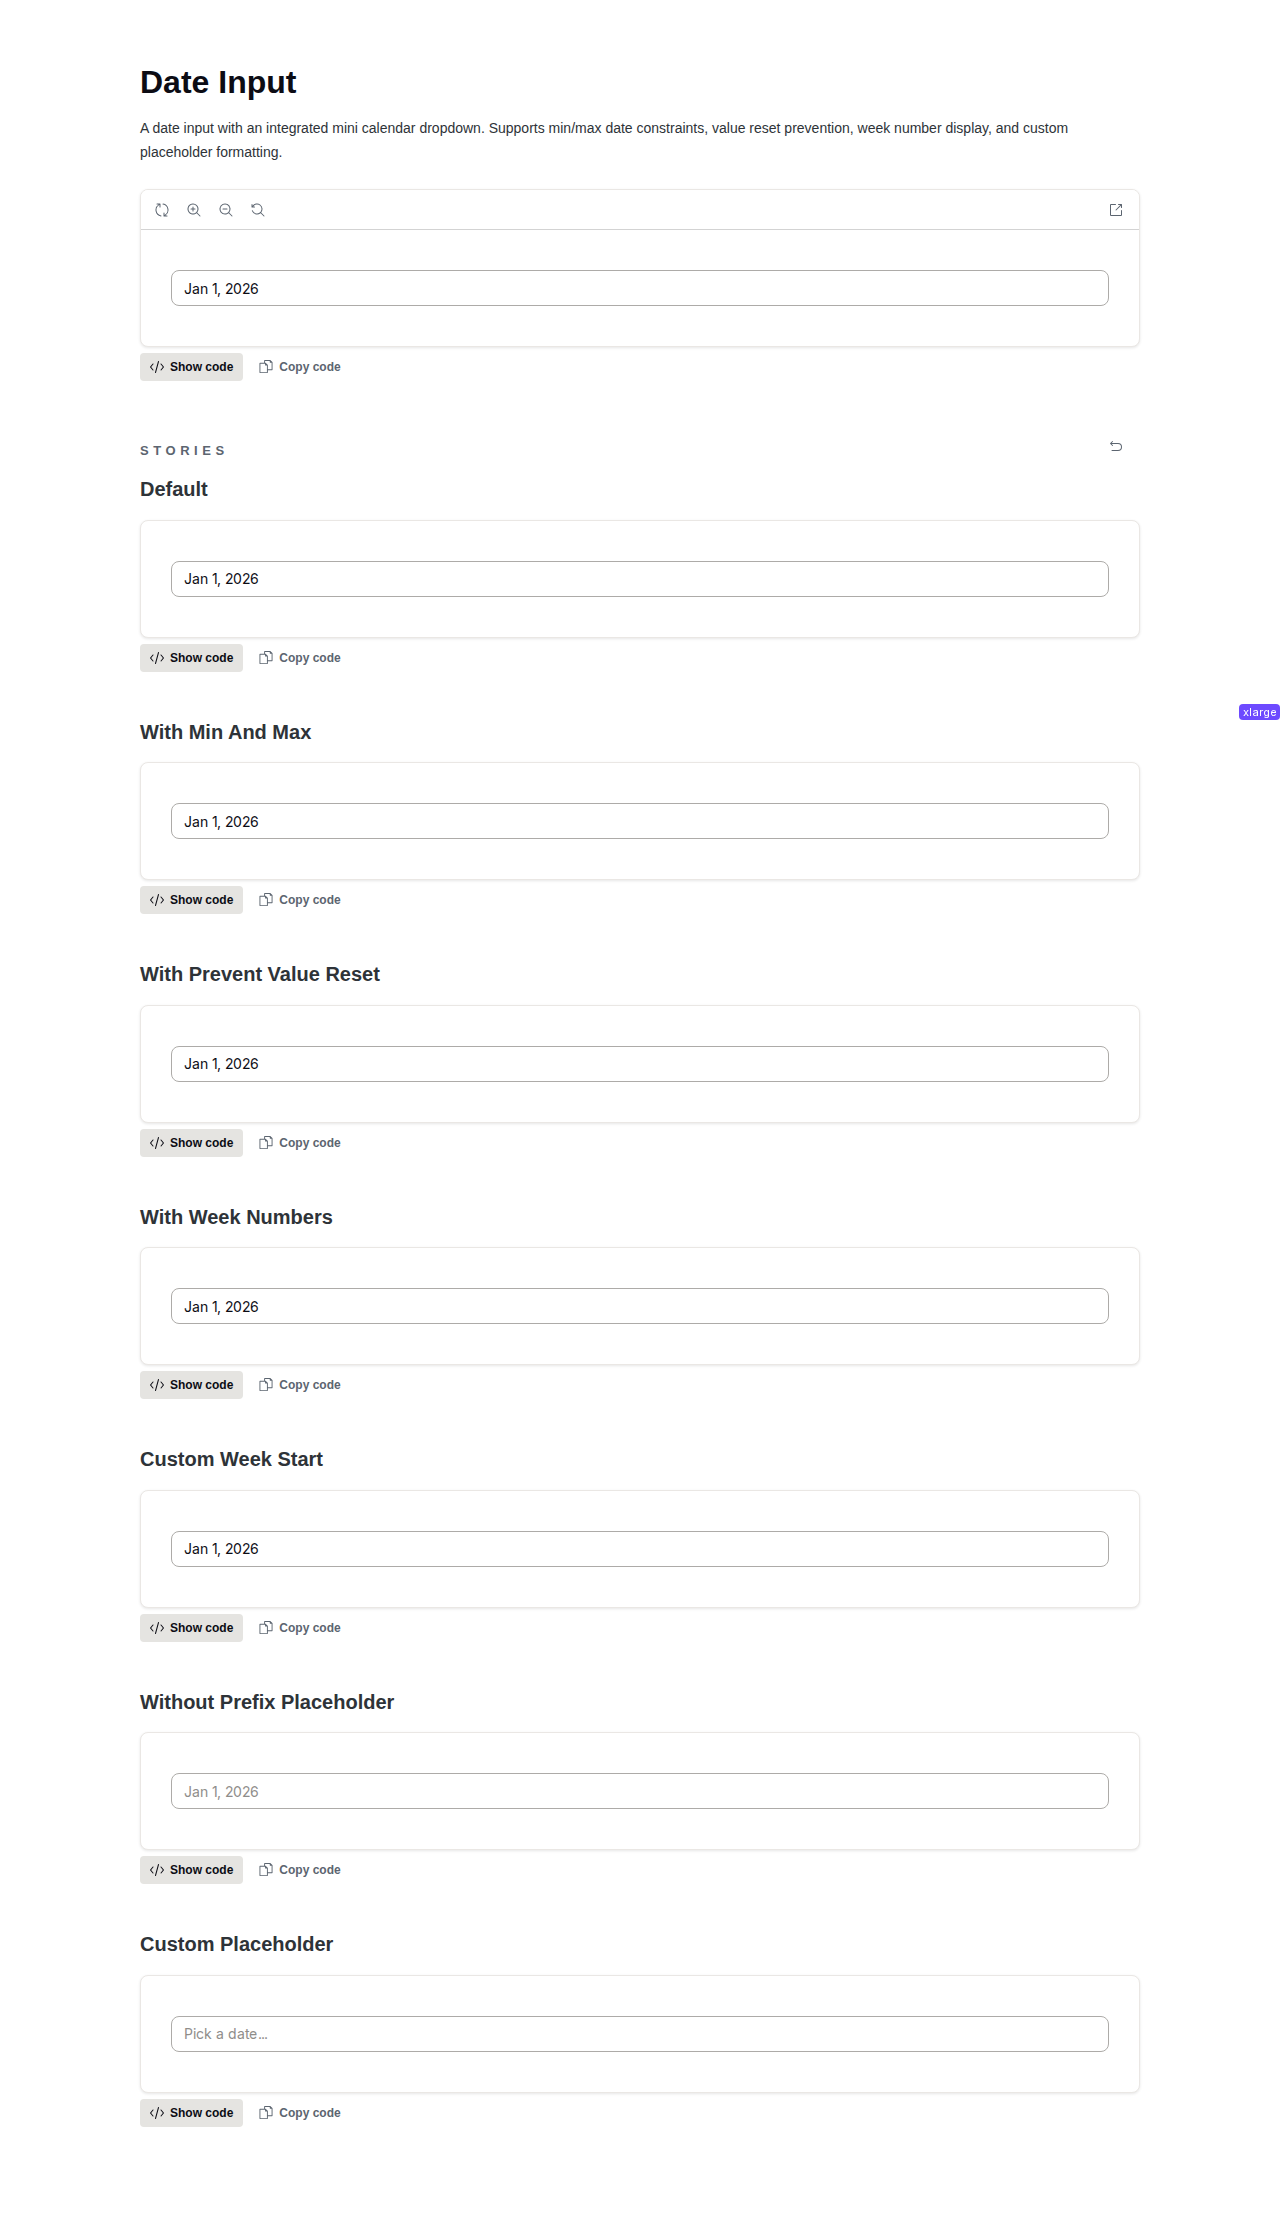 Date Input
A date input with an integrated mini calendar dropdown. Supports min/max date constraints, value reset prevention, week number display, and custom
placeholder formatting.
Jan 1, 2026
Show code Copy code
STORIES
Default
Jan 1, 2026
Show code Copy code
xlarge
With Min And Max
Jan 1, 2026
Show code Copy code
With Prevent Value Reset
Jan 1, 2026
Show code Copy code
With Week Numbers
Jan 1, 2026
Show code Copy code
Custom Week Start
Jan 1, 2026
Show code Copy code
Without Prefix Placeholder
Jan 1, 2026
Show code Copy code
Custom Placeholder
Pick a date...
Show code Copy code